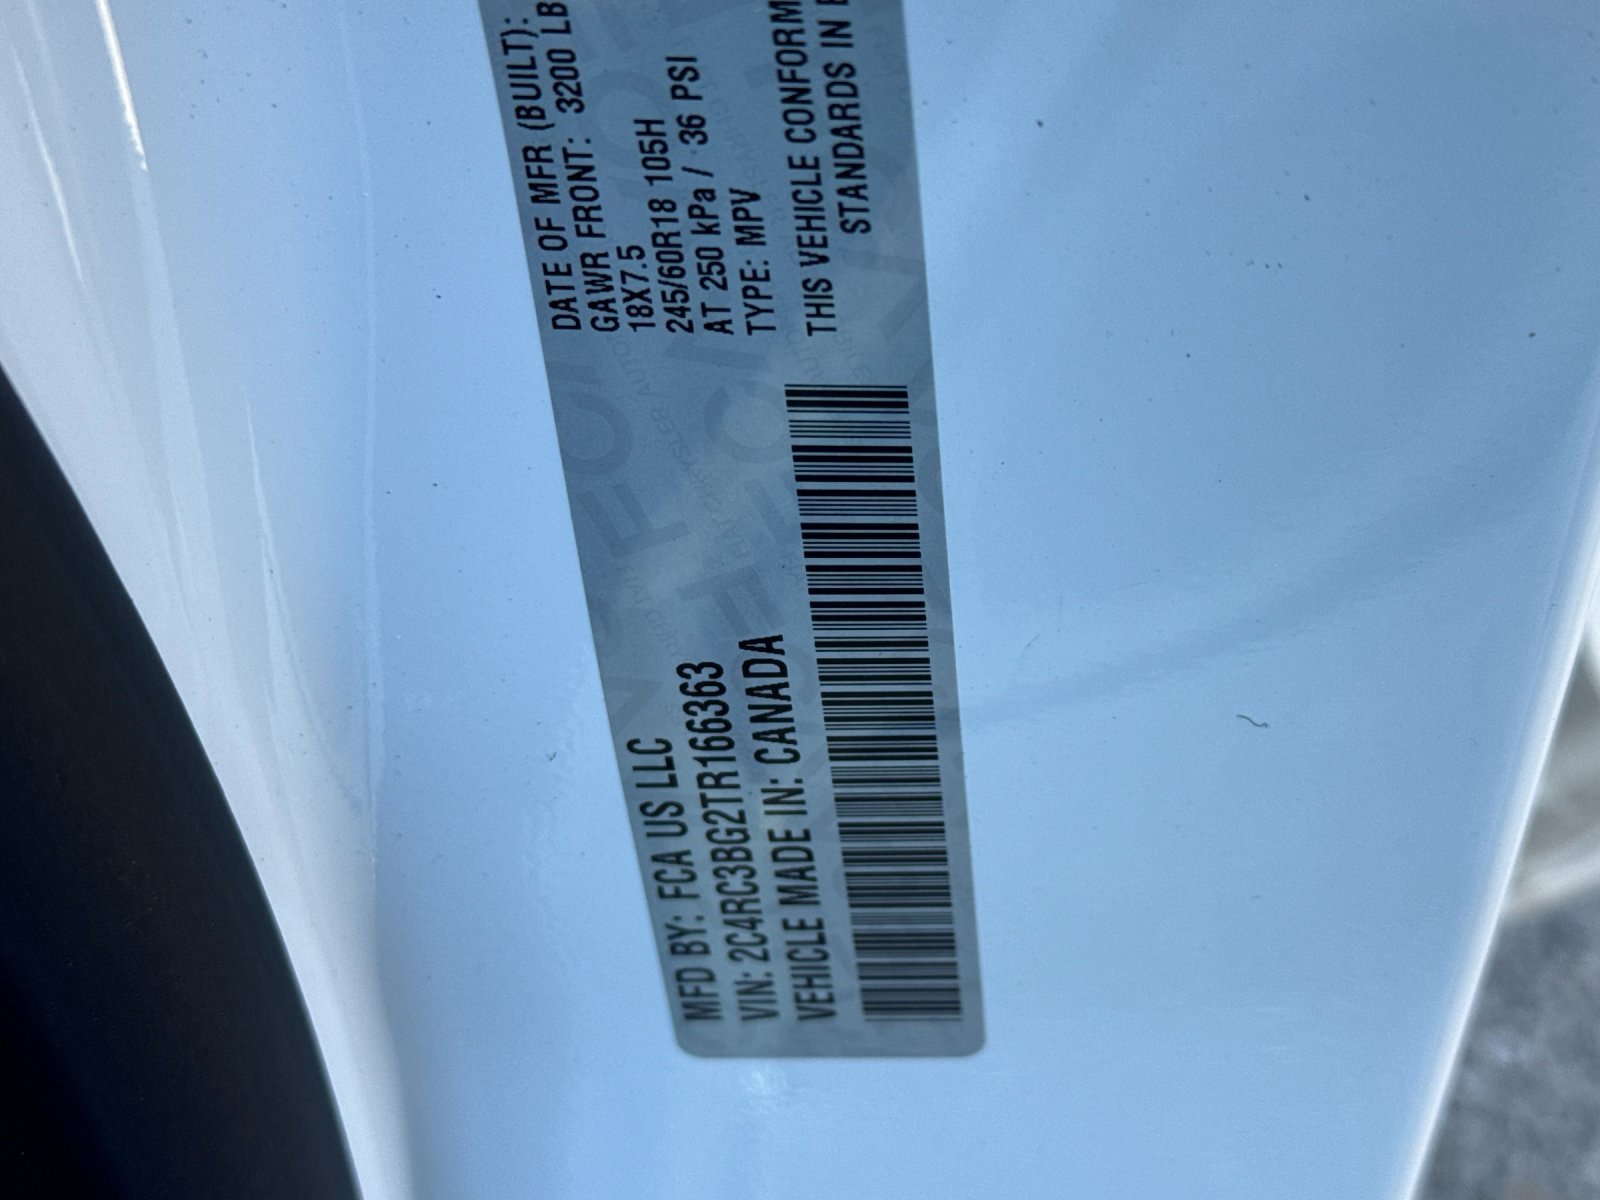 MFD BY: FCA US LLC
VIN: 2C4RC3BG2TR166363
VEHICLE MADE IN: CANADA
DATE OF MFR (BUILT):
GAWR FRONT: 3200 LB
18X7.5
245/60R18 105H
AT 250 kPa / 36 PSI
TYPE: MPV
THIS VEHICLE CONFORM
STANDARDS IN